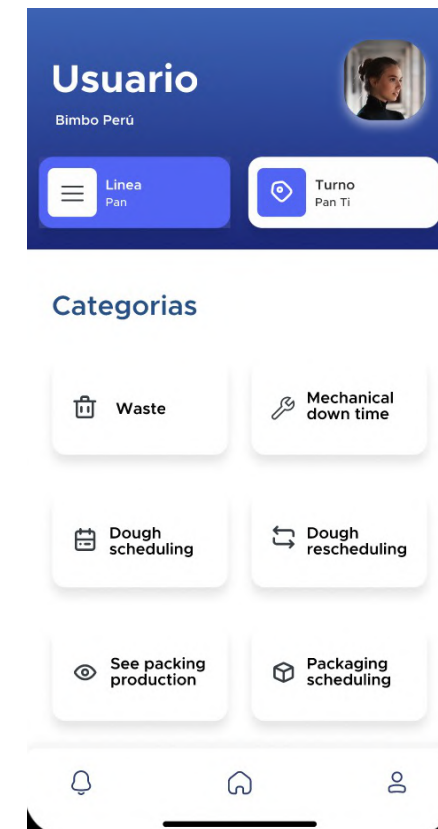 Usuario
Bimbo Perú
Linea
Pan
Turno
Pan Ti
Categorias
Waste
Mechanical
down time
Dough
scheduling
Dough
rescheduling
See packing
production
Packaging
scheduling